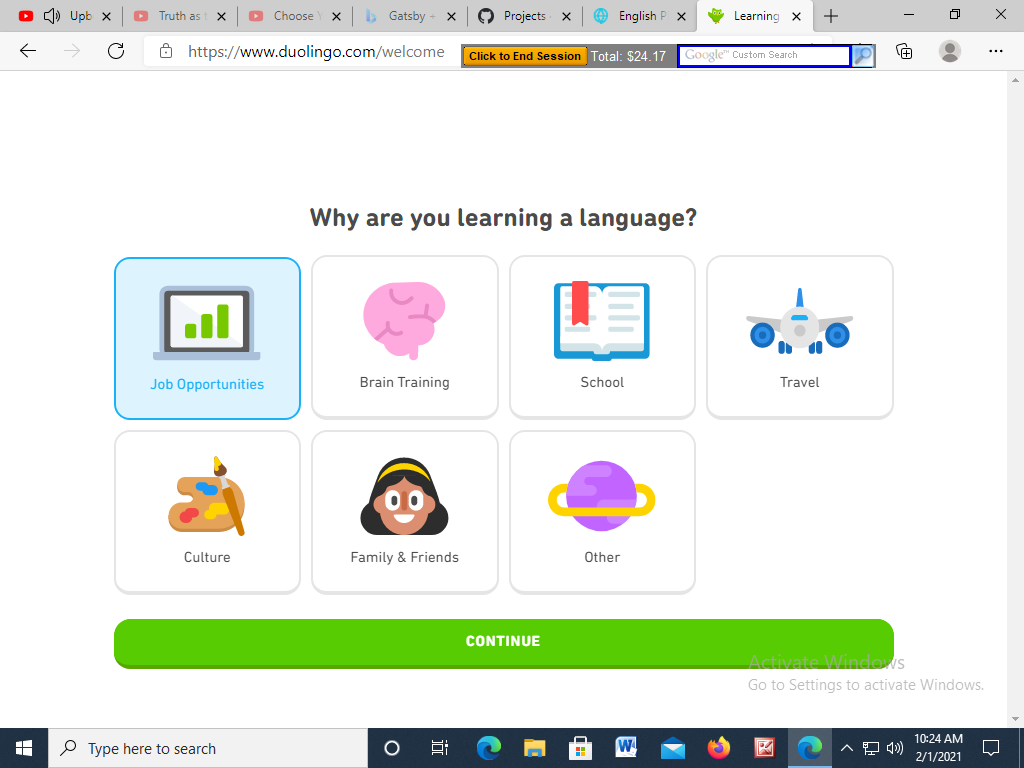 Upb
Truth as
Choose
Gatsby +
Projects
English P
Learning
https://www.duolingo.com/welcome
Click to End Session
Total: $24.17
Google™ Custom Search
Why are you learning a language?
Job Opportunities
Brain Training
School
Travel
Culture
Family & Friends
Other
CONTINUE
Activate Windows
Go to Settings to activate Windows.
Type here to search
10:24 AM
2/1/2021